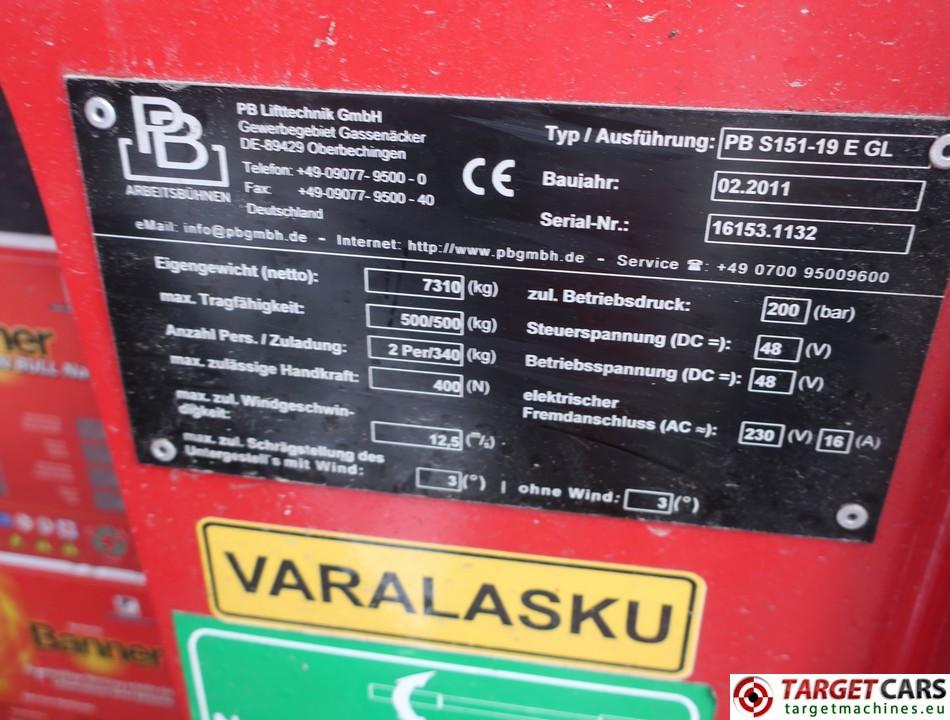 PB
ARBEITSBÜHNEN
PB Lifttechnik GmbH
Gewerbegebiet Gassenäcker
DE-89429 Oberbechingen
Telefon: +49-09077- 9500 - 0
Fax: +49-09077- 9500 - 40
Deutschland
CE
Typ / Ausführung: PB S151-19 E GL
Baujahr: 02.2011
Serial-Nr.: 16153.1132
eMail: info@pbgmbh.de - Internet: http://www.pbgmbh.de - Service ☎: +49 0700 95009600
Eigengewicht (netto): 7310 (kg)
max. Tragfähigkeit: 500/500 (kg)
Anzahl Pers. / Zuladung: 2 Per/340 (kg)
max. zulässige Handkraft: 400 (N)
max. zul. Windgeschwin-
digkeit: 12,5 (m/s)
max. zul. Schrägstellung des
Untergestell`s mit Wind: 3 (°) | ohne Wind: 3 (°)
zul. Betriebsdruck: 200 (bar)
Steuerspannung (DC =): 48 (V)
Betriebsspannung (DC =): 48 (V)
elektrischer
Fremdanschluss (AC ≈): 230 (V) 16 (A)
VARALASKU
Banner
TARGETCARS
targetmachines.eu